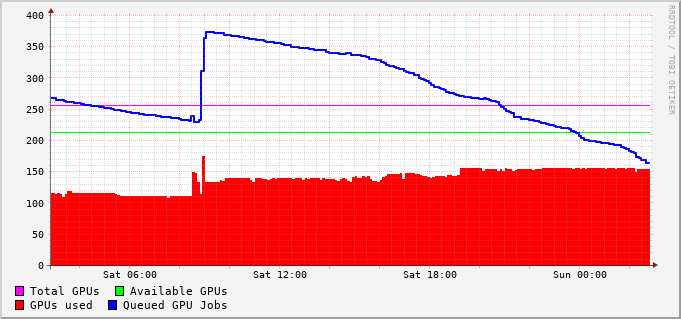 400
350
300
250
200
150
100
50
0
Sat 06:00 Sat 12:00 Sat 18:00 Sun 00:00
Total GPUs Available GPUs
GPUs used Queued GPU Jobs
RRDTOOL / TOBI OETIKER